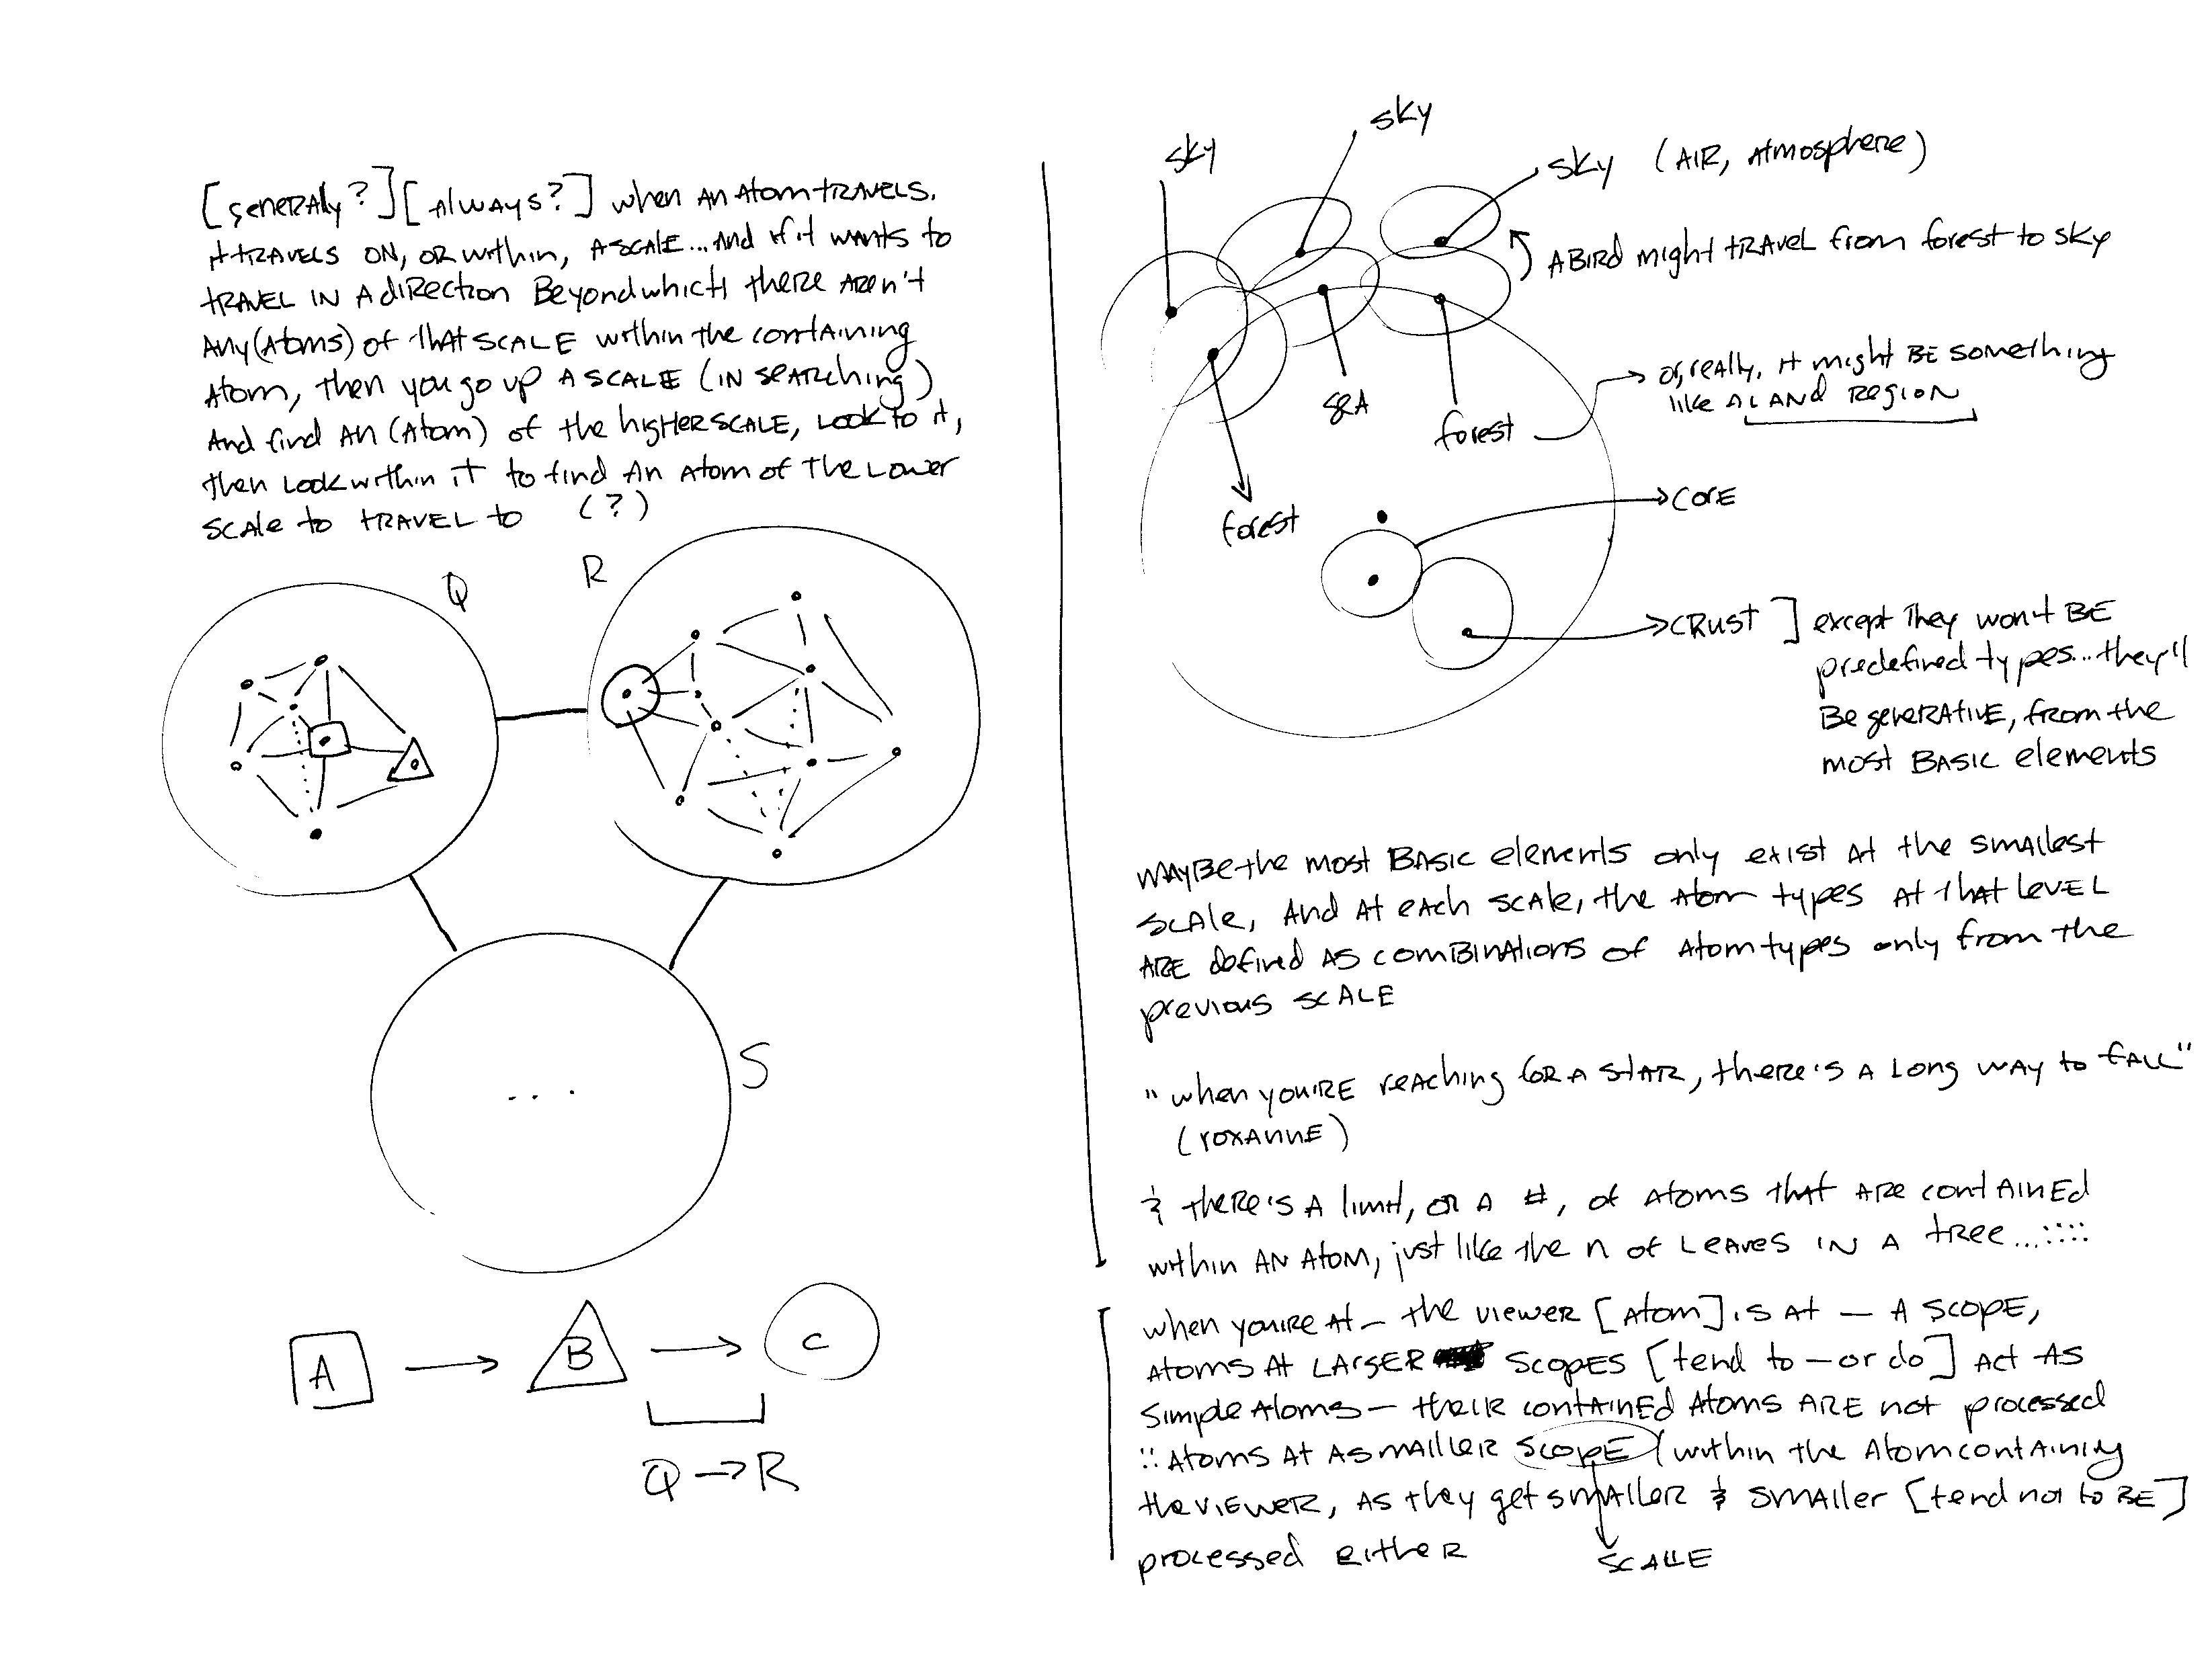 [generally?][Always?] when AN Atom TRAVELS.
it TRAVELS ON, OR within, A SCALE... And if it wants to
TRAVEL IN A diRection Beyond which there AREN't
ANy (Atoms) of that SCALE within the containing
Atom, then you go up A SCALE (IN SEARching)
And find AN (Atom) of the higher SCALE, LOOK to it,
then Look within it to find AN Atom of The Lower
SCALE to TRAVEL to (?)
Q
R
S
...
A → B → C
Q → R
sky
sky
sky (AIR, Atmosphere)
A BIRd might TRAVEL from forest to sky
or, really, it might BE something
like A LANd Region
SEA
forest
forest
CORE
CRUST ] except They won't BE
predefined types... they'll
BE generATIVE, from the
most BASIC elements
MAYBE the most BASIC elements only exist At the smallest
SCALE, And At each SCALE, the Atom types At that LEVEL
ARE defined AS comBINAtions of Atom types only from the
previous SCALE
"when you'RE reaching for A STAR, there's A Long way to fALL"
(roxANNE)
& theRE's A limit, or A #, of Atoms that ARE contAINEd
within AN Atom, just like the n of LEAVES IN A tREE...::::
when you're At — the viewer [Atom] is At — A SCOPE,
Atoms At LARGER SCOPES [tend to — or do] Act AS
Simple Atoms — theIR contAINEd Atoms ARE not processed
:: Atoms At A SMALLER SCOPE (within the Atom contAINING
the VIEWER, AS they get SMALLER & SMALLER [tend not to BE]
processed EitheR
SCALE